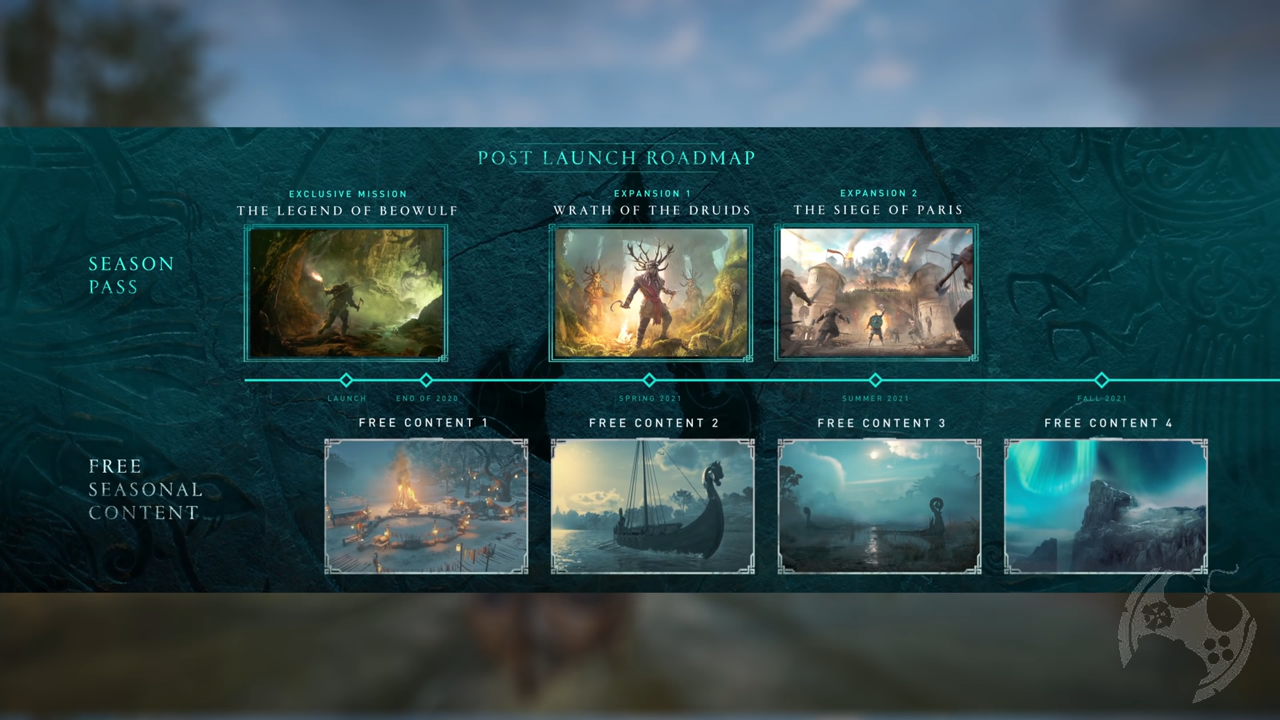 POST LAUNCH ROADMAP
EXCLUSIVE MISSION
THE LEGEND OF BEOWULF
EXPANSION 1
WRATH OF THE DRUIDS
EXPANSION 2
THE SIEGE OF PARIS
SEASON
PASS
LAUNCH
END OF 2020
SPRING 2021
SUMMER 2021
FALL 2021
FREE CONTENT 1
FREE CONTENT 2
FREE CONTENT 3
FREE CONTENT 4
FREE
SEASONAL
CONTENT